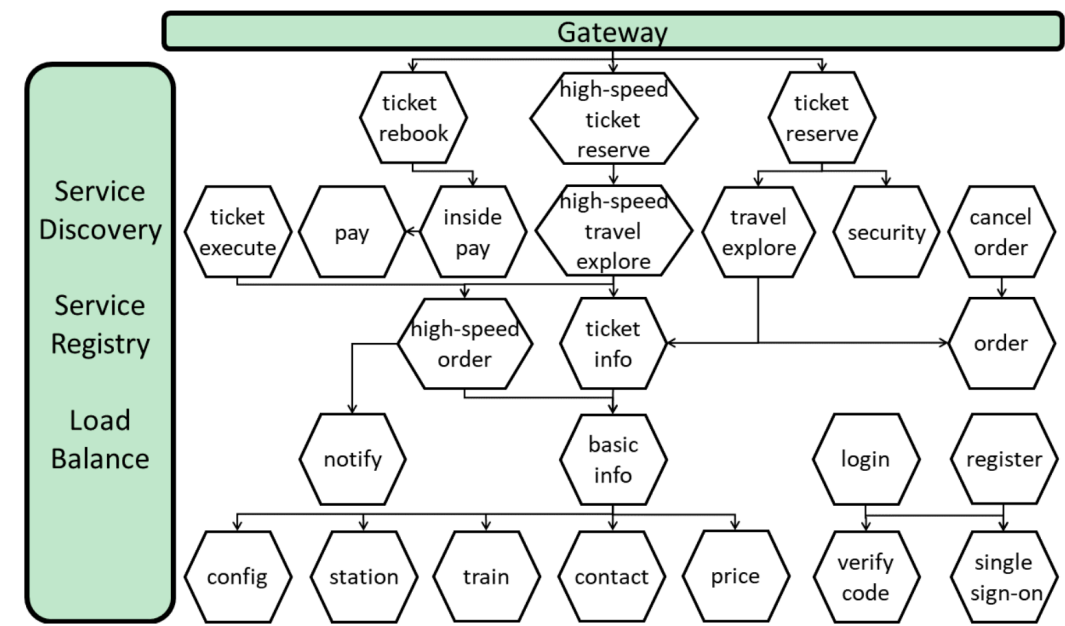 Gateway
ticket
rebook
high-speed
ticket
reserve
ticket
reserve
Service
Discovery
Service
Registry
Load
Balance
ticket
execute
pay
inside
pay
high-speed
travel
explore
travel
explore
security
cancel
order
high-speed
order
ticket
info
order
notify
basic
info
login
register
config
station
train
contact
price
verify
code
single
sign-on